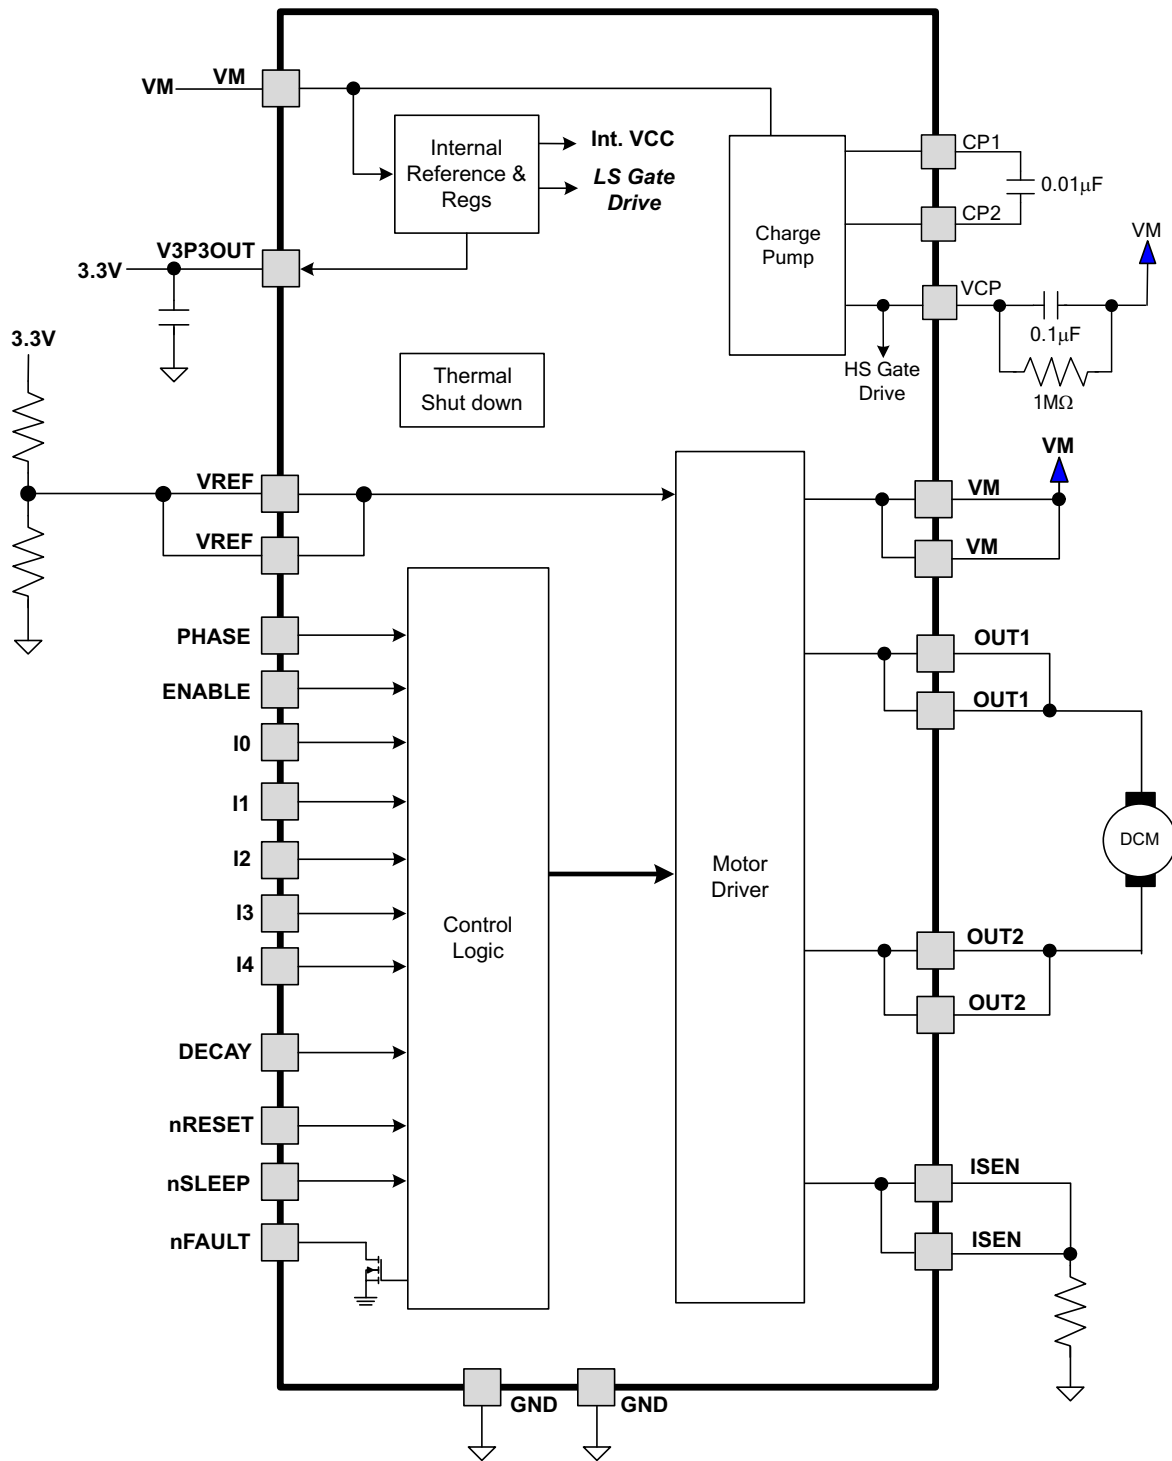 VM
VM
Internal
Reference &
Regs
Int. VCC
LS Gate
Drive
CP1
0.01μF
CP2
Charge
Pump
VM
V3P3OUT
3.3V
VCP
0.1μF
1MΩ
HS Gate
Drive
3.3V
Thermal
Shut down
VM
VREF
VM
VREF
VM
PHASE
OUT1
ENABLE
OUT1
I0
I1
DCM
I2
Motor
Driver
I3
Control
Logic
OUT2
I4
OUT2
DECAY
nRESET
ISEN
nSLEEP
nFAULT
ISEN
GND
GND